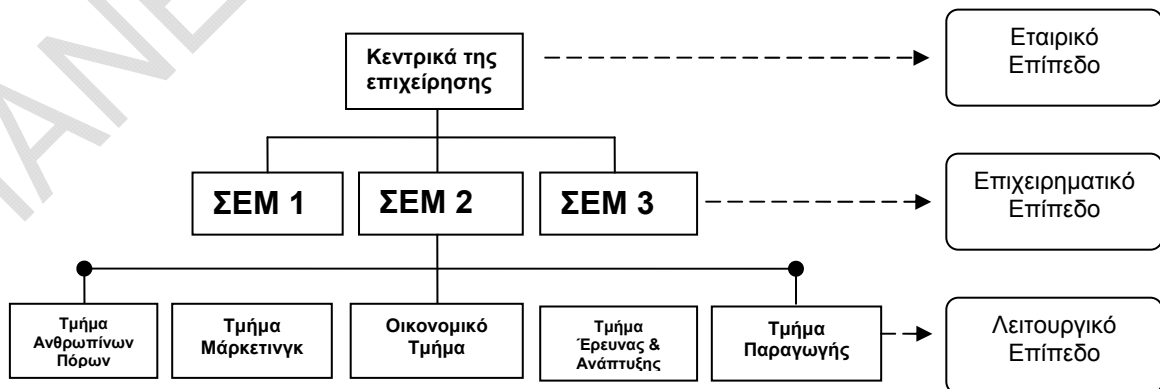 Κεντρικά της
επιχείρησης
Εταιρικό
Επίπεδο
ΣΕΜ 1
ΣΕΜ 2
ΣΕΜ 3
Επιχειρηματικό
Επίπεδο
Τμήμα
Ανθρωπίνων
Πόρων
Τμήμα
Μάρκετινγκ
Οικονομικό
Τμήμα
Τμήμα
Έρευνας &
Ανάπτυξης
Τμήμα
Παραγωγής
Λειτουργικό
Επίπεδο